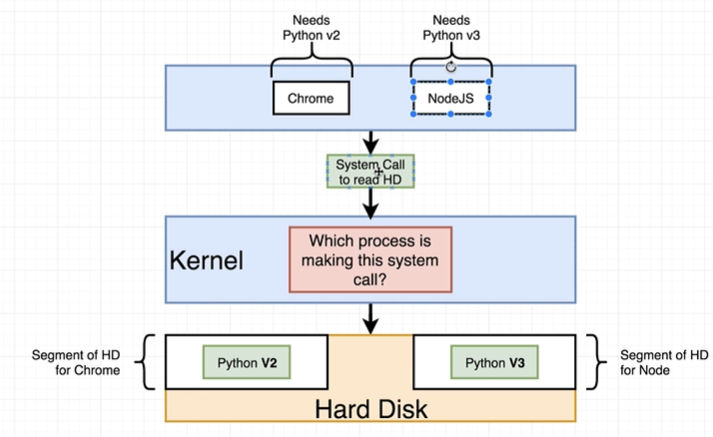 Needs
Python v2
Needs
Python v3
Chrome
NodeJS
System Call
to read HD
Kernel
Which process is
making this system
call?
Segment of HD
for Chrome
Python V2
Python V3
Segment of HD
for Node
Hard Disk